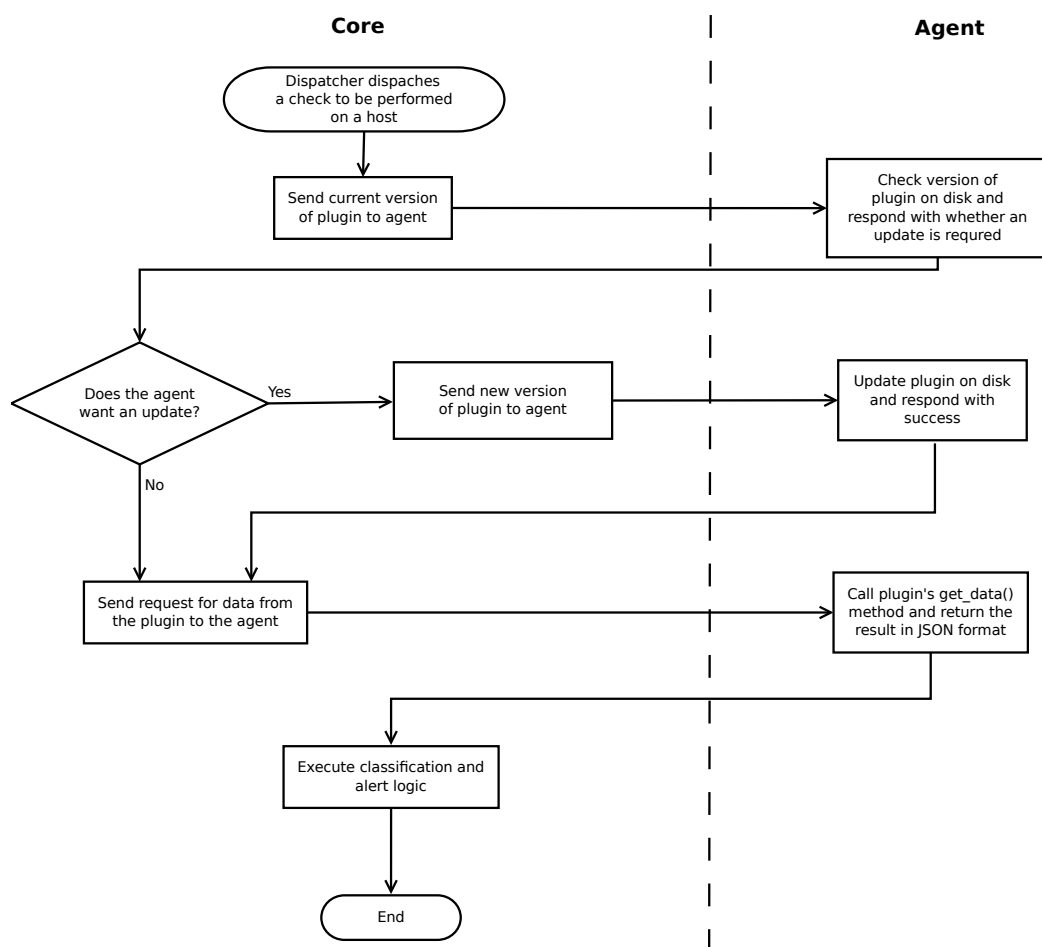 Core
Agent
Dispatcher dispaches
a check to be performed
on a host
Send current version
of plugin to agent
Check version of
plugin on disk and
respond with whether an
update is requred
Does the agent
want an update?
Yes
Send new version
of plugin to agent
Update plugin on disk
and respond with
success
No
Send request for data from
the plugin to the agent
Call plugin's get_data()
method and return the
result in JSON format
Execute classification and
alert logic
End